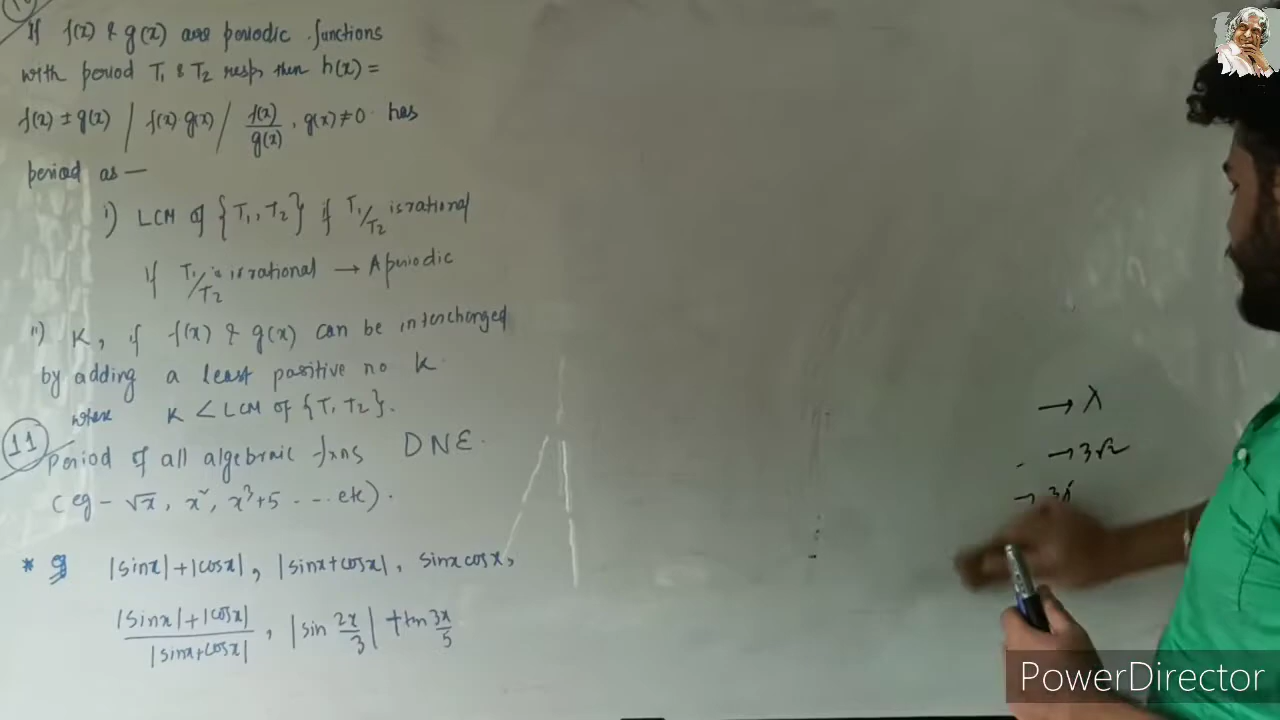 10
If f(x) & g(x) are periodic functions
with period T₁ & T₂ resp, then h(x) =
f(x) ± g(x) / f(x) g(x) / f(x)/g(x), g(x)≠0 has
period as —
i) LCM of {T₁, T₂} if T₁/T₂ is rational
if T₁/T₂ is irrational → Aperiodic
ii) K, if f(x) & g(x) can be interchanged
by adding a least positive no K.
where K < LCM of {T₁, T₂}.
11
Period of all algebraic fxns DNE.
(eg - √x, x², x³+5 ---- etc).
* eg |sinx|+|cosx|, |sinx+cosx|, sinx cosx,
|sinx|+|cosx| / |sinx+cosx|, |sin 2x/3| + tan 3x/5
→ λ
→ 3√2
→
PowerDirector